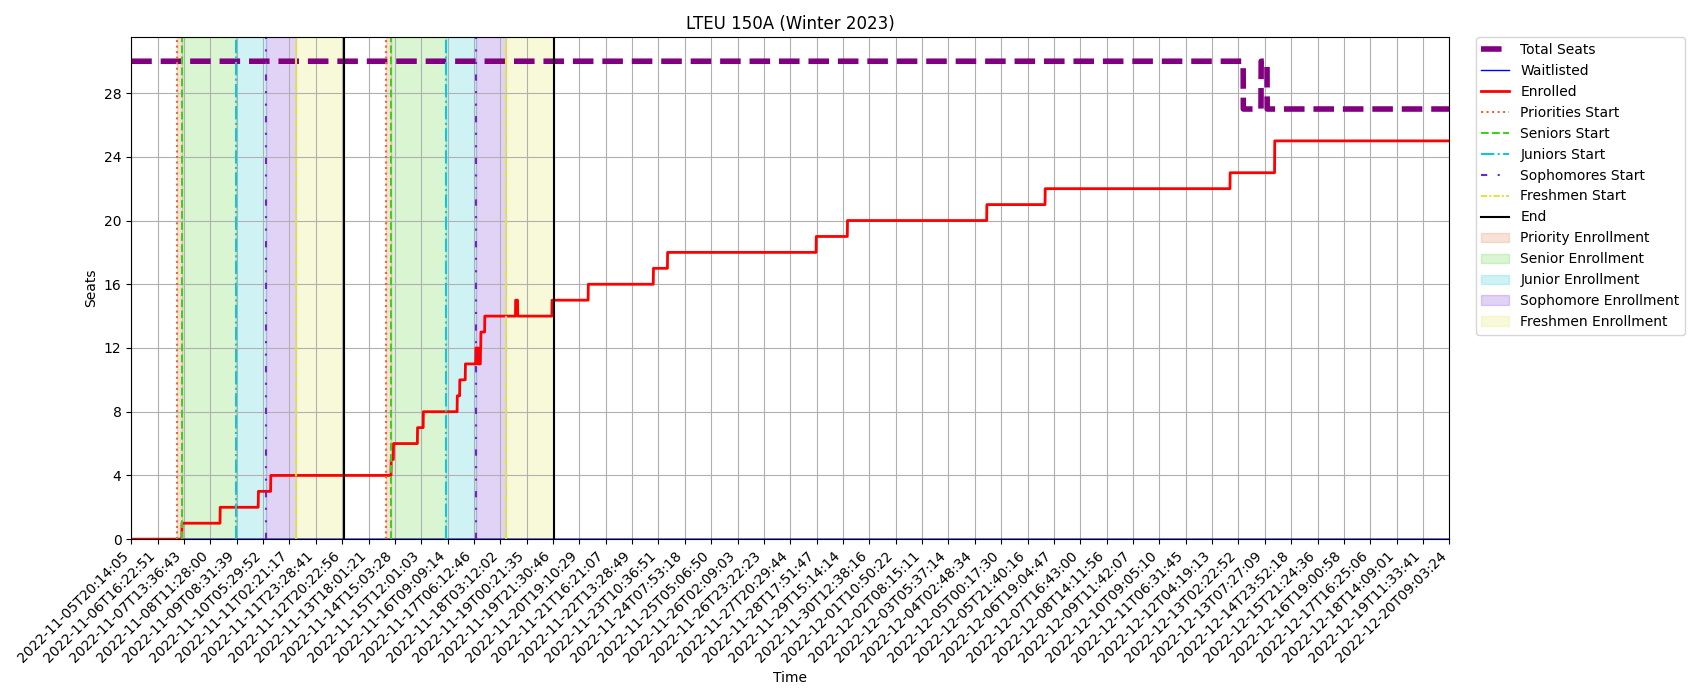 LTEU 150A (Winter 2023)
Seats
28
24
20
16
12
8
4
0
2022-11-05T20:14:05
2022-11-06T16:22:51
2022-11-07T13:36:43
2022-11-08T11:28:00
2022-11-09T08:31:39
2022-11-10T05:29:52
2022-11-11T02:21:17
2022-11-11T23:28:41
2022-11-12T20:22:56
2022-11-13T18:01:21
2022-11-14T15:03:28
2022-11-15T12:01:03
2022-11-16T09:09:14
2022-11-17T06:12:46
2022-11-18T03:12:02
2022-11-19T00:21:35
2022-11-19T21:30:46
2022-11-20T19:10:29
2022-11-21T16:21:07
2022-11-22T13:28:49
2022-11-23T10:36:51
2022-11-24T07:53:18
2022-11-25T05:06:50
2022-11-26T02:09:03
2022-11-26T23:22:23
2022-11-27T20:29:44
2022-11-28T17:51:47
2022-11-29T15:14:14
2022-11-30T12:38:16
2022-12-01T10:50:22
2022-12-02T08:15:11
2022-12-03T05:37:14
2022-12-04T02:48:34
2022-12-05T00:17:30
2022-12-05T21:40:16
2022-12-06T19:04:47
2022-12-07T16:43:00
2022-12-08T14:11:56
2022-12-09T11:42:07
2022-12-10T09:05:10
2022-12-11T06:31:45
2022-12-12T04:19:13
2022-12-13T02:22:52
2022-12-13T07:27:09
2022-12-14T23:52:18
2022-12-15T21:24:36
2022-12-16T19:00:58
2022-12-17T16:25:06
2022-12-18T14:09:01
2022-12-19T11:33:41
2022-12-20T09:03:24
Time
Total Seats
Waitlisted
Enrolled
Priorities Start
Seniors Start
Juniors Start
Sophomores Start
Freshmen Start
End
Priority Enrollment
Senior Enrollment
Junior Enrollment
Sophomore Enrollment
Freshmen Enrollment